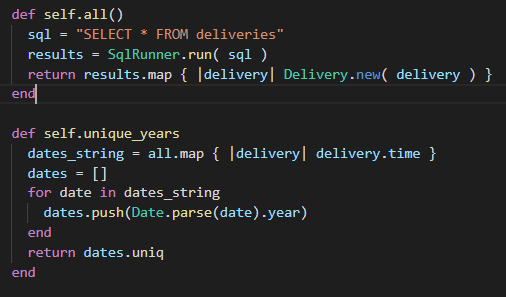 def self.all()
  sql = "SELECT * FROM deliveries"
  results = SqlRunner.run( sql )
  return results.map { |delivery| Delivery.new( delivery ) }
end

def self.unique_years
  dates_string = all.map { |delivery| delivery.time }
  dates = []
  for date in dates_string
    dates.push(Date.parse(date).year)
  end
  return dates.uniq
end